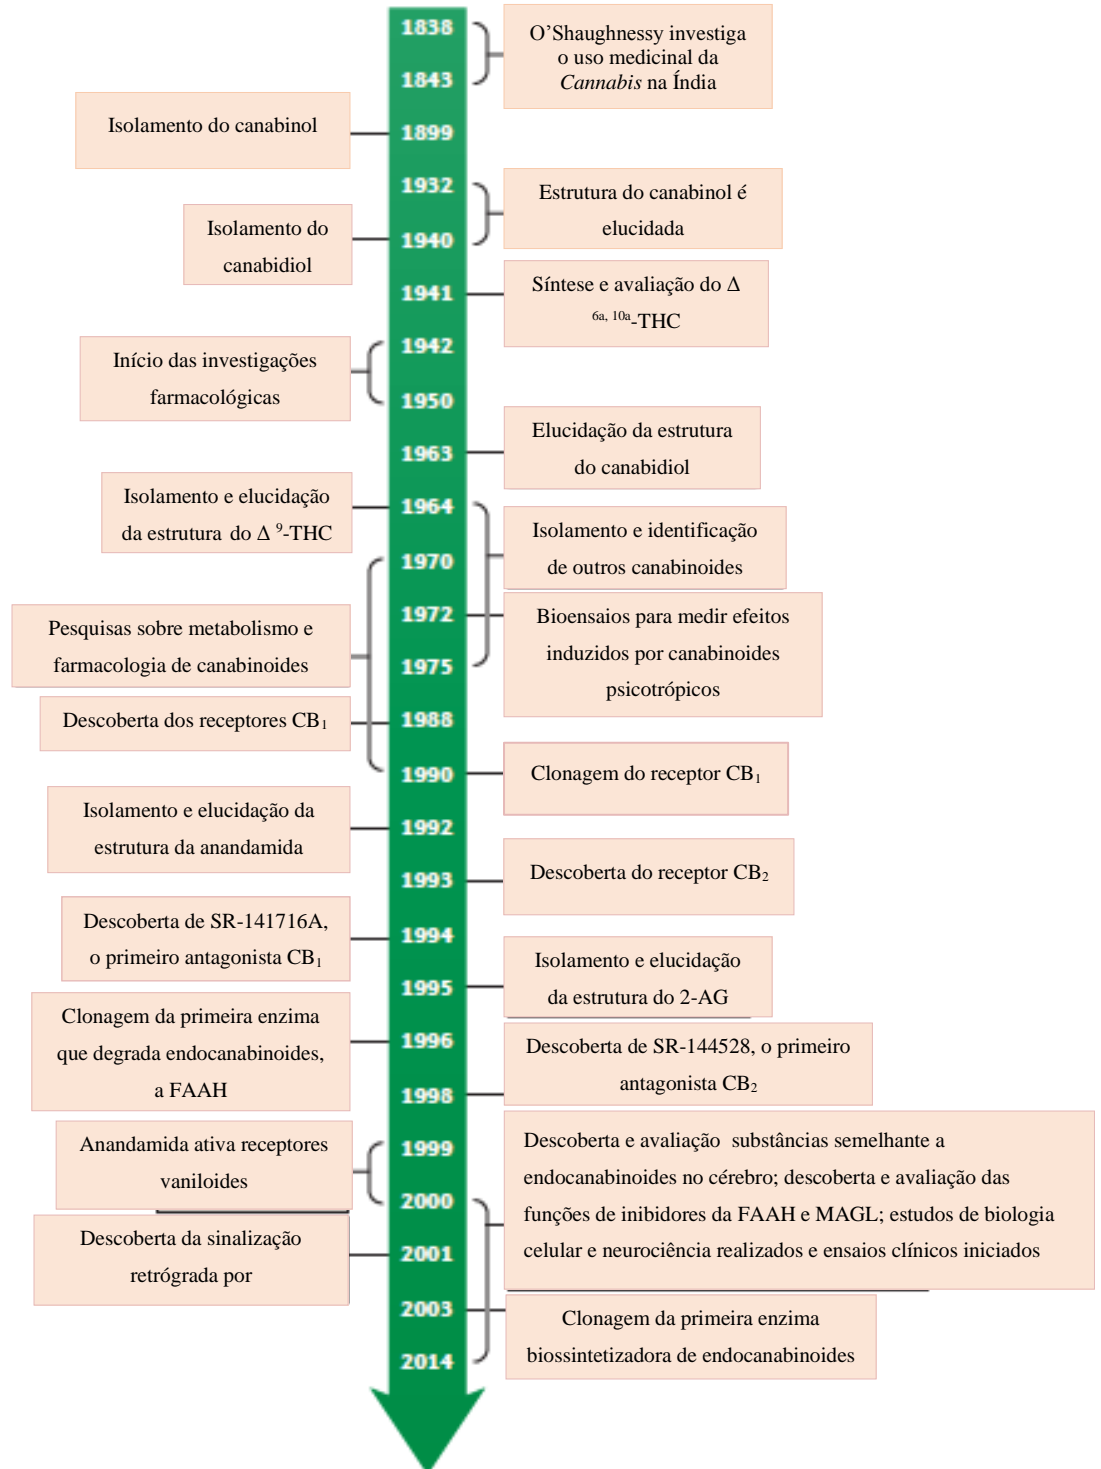 1838
O’Shaughnessy investiga
o uso medicinal da
Cannabis na Índia
1843
Isolamento do canabinol
1899
1932
Estrutura do canabinol é
elucidada
Isolamento do
canabidiol
1940
1941
Síntese e avaliação do Δ
6a, 10a-THC
1942
Início das investigações
farmacológicas
1950
Elucidação da estrutura
do canabidiol
1963
Isolamento e elucidação
da estrutura do Δ 9-THC
1964
Isolamento e identificação
de outros canabinoides
1970
1972
Bioensaios para medir efeitos
induzidos por canabinoides
psicotrópicos
Pesquisas sobre metabolismo e
farmacologia de canabinoides
1975
Descoberta dos receptores CB1
1988
1990
Clonagem do receptor CB1
Isolamento e elucidação da
estrutura da anandamida
1992
1993
Descoberta do receptor CB2
Descoberta de SR-141716A,
o primeiro antagonista CB1
1994
Isolamento e elucidação
da estrutura do 2-AG
1995
Clonagem da primeira enzima
que degrada endocanabinoides,
a FAAH
1996
Descoberta de SR-144528, o primeiro
antagonista CB2
1998
Anandamida ativa receptores
vaniloides
1999
2000
Descoberta e avaliação substâncias semelhante a
endocanabinoides no cérebro; descoberta e avaliação das
funções de inibidores da FAAH e MAGL; estudos de biologia
celular e neurociência realizados e ensaios clínicos iniciados
Descoberta da sinalização
retrógrada por
2001
2003
Clonagem da primeira enzima
biossintetizadora de endocanabinoides
2014